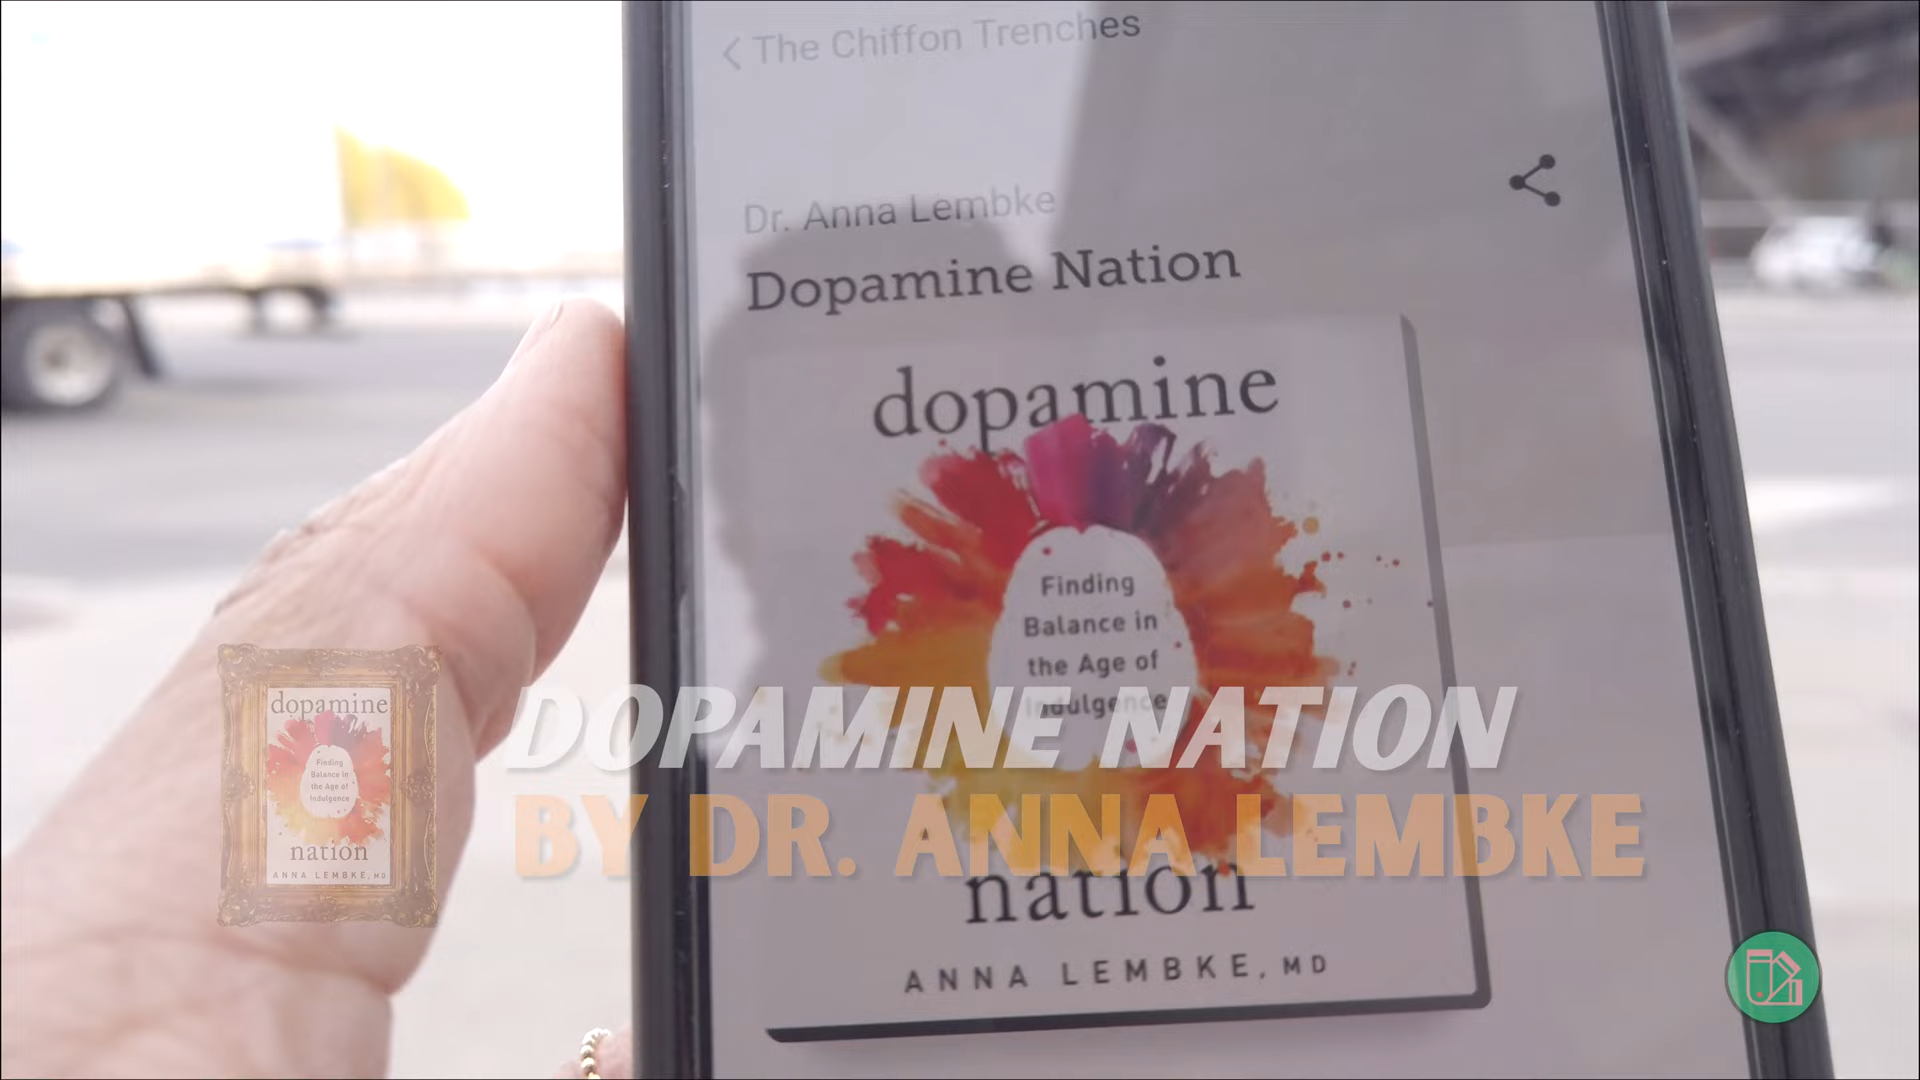 The Chiffon Trenches
Dr. Anna Lembke
Dopamine Nation
dopamine
Finding
Balance in
the Age of
Indulgence
nation
ANNA LEMBKE, MD
dopamine
Finding
Balance in
the Age of
Indulgence
nation
ANNA LEMBKE, MD
DOPAMINE NATION
BY DR. ANNA LEMBKE